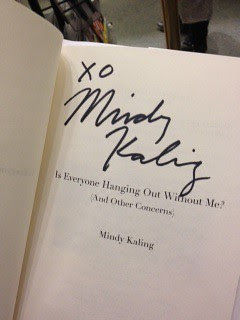 XO
Mindy
Kaling
Is Everyone Hanging Out Without Me?
(And Other Concerns)
Mindy Kaling